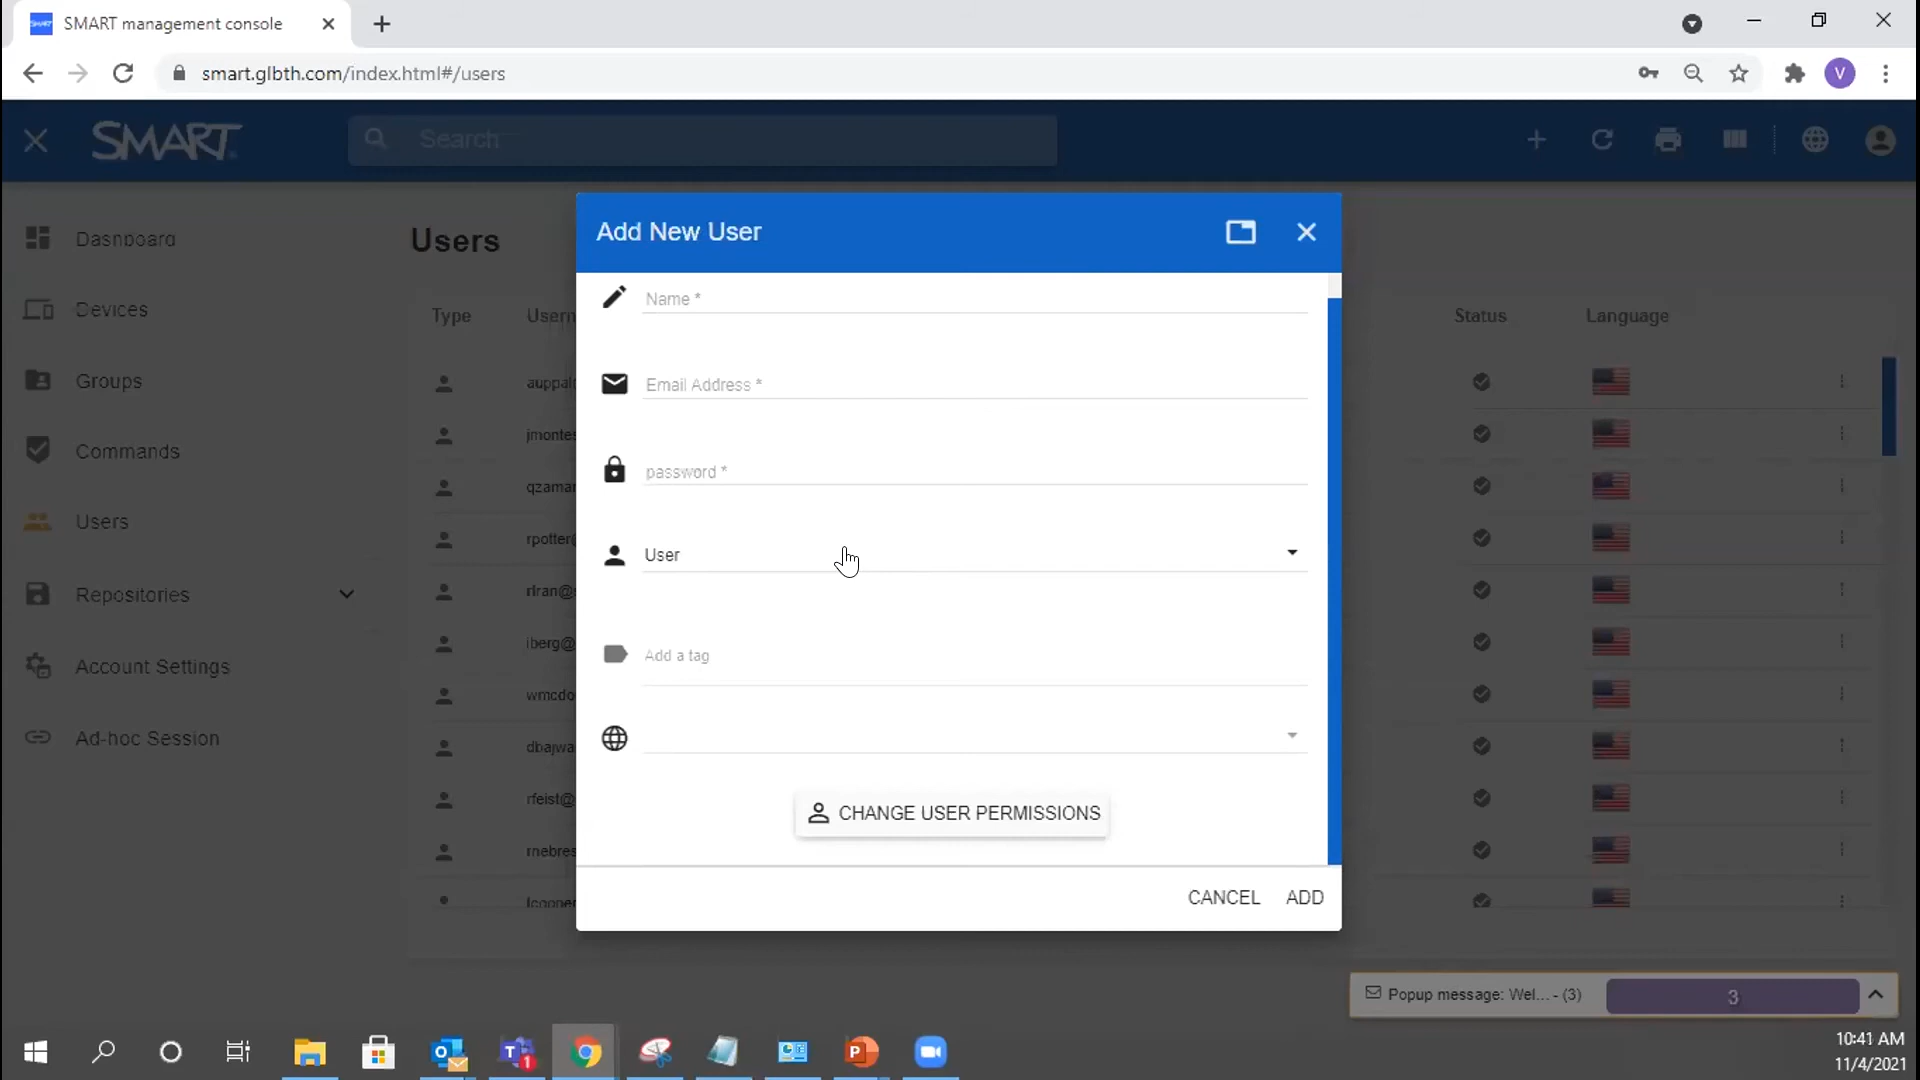 SMART management console
smart.glbth.com/index.html#/users
V
SMART
Search
Dashboard
Devices
Groups
Commands
Users
Repositories
Account Settings
Ad-hoc Session
Users
Type
Status
Language
Add New User
Name *
Email Address *
password *
User
Add a tag
CHANGE USER PERMISSIONS
CANCEL ADD
Popup message: Wel... - (3)
3
10:41 AM
11/4/2021